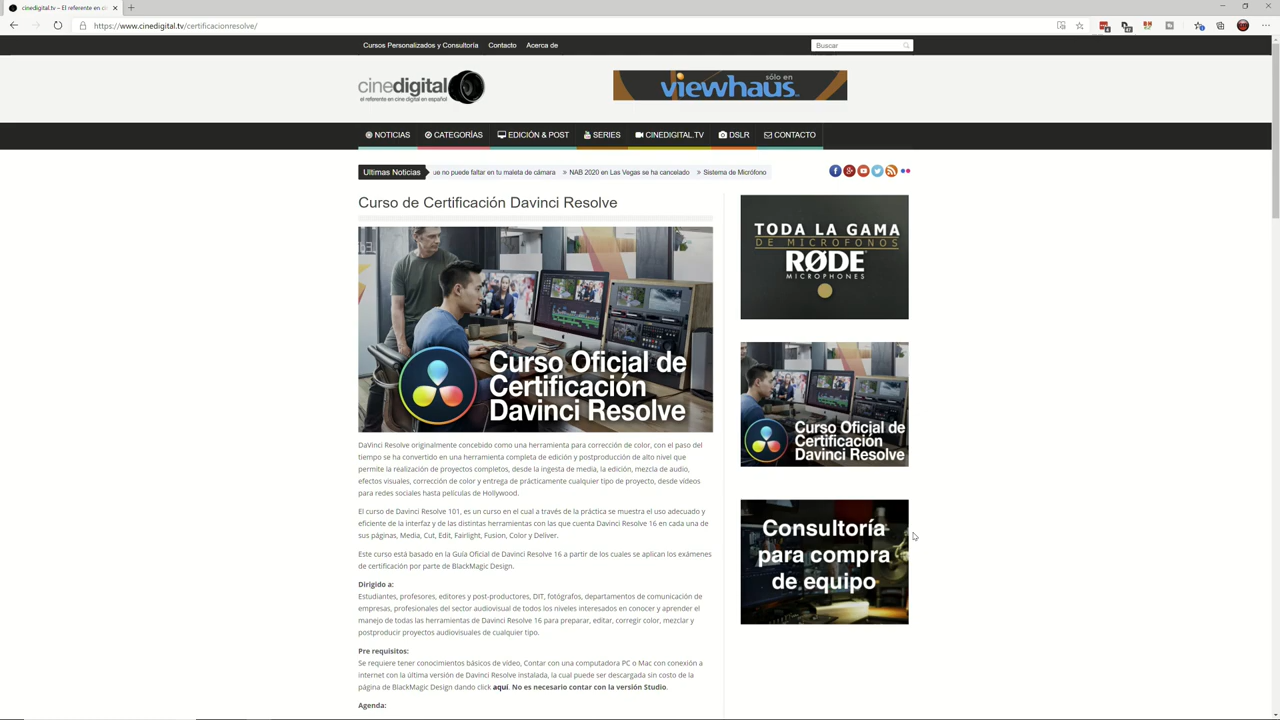 cinedigital.tv – El referente en ci
https://www.cinedigital.tv/certificacionresolve/
Cursos Personalizados y Consultoría Contacto Acerca de
Buscar
cinedigital
el referente en cine digital en español
sólo en
viewhaus
NOTICIAS CATEGORÍAS EDICIÓN & POST SERIES CINEDIGITAL.TV DSLR CONTACTO
Ultimas Noticias ue no puede faltar en tu maleta de cámara » NAB 2020 en Las Vegas se ha cancelado » Sistema de Micrófono
Curso de Certificación Davinci Resolve
Curso Oficial de
Certificación
Davinci Resolve
DaVinci Resolve originalmente concebido como una herramienta para corrección de color, con el paso del
tiempo se ha convertido en una herramienta completa de edición y postproducción de alto nivel que
permite la realización de proyectos completos, desde la ingesta de media, la edición, mezcla de audio,
efectos visuales, corrección de color y entrega de prácticamente cualquier tipo de proyecto, desde videos
para redes sociales hasta películas de Hollywood.
El curso de Davinci Resolve 101, es un curso en el cual a través de la práctica se muestra el uso adecuado y
eficiente de la interfaz y de las distintas herramientas con las que cuenta Davinci Resolve 16 en cada una de
sus páginas, Media, Cut, Edit, Fairlight, Fusion, Color y Deliver.
Este curso está basado en la Guía Oficial de Davinci Resolve 16 a partir de los cuales se aplican los exámenes
de certificación por parte de BlackMagic Design.
Dirigido a:
Estudiantes, profesores, editores y post-productores, DIT, fotógrafos, departamentos de comunicación de
empresas, profesionales del sector audiovisual de todos los niveles interesados en conocer y aprender el
manejo de todas las herramientas de Davinci Resolve 16 para preparar, editar, corregir color, mezclar y
postproducir proyectos audiovisuales de cualquier tipo.
Pre requisitos:
Se requiere tener conocimientos básicos de video, Contar con una computadora PC o Mac con conexión a
internet con la última versión de Davinci Resolve instalada, la cual puede ser descargada sin costo de la
página de BlackMagic Design dando click aquí. No es necesario contar con la versión Studio.
Agenda:
TODA LA GAMA
DE MICROFONOS
RØDE
MICROPHONES
Curso Oficial de
Certificación
Davinci Resolve
Consultoría
para compra
de equipo